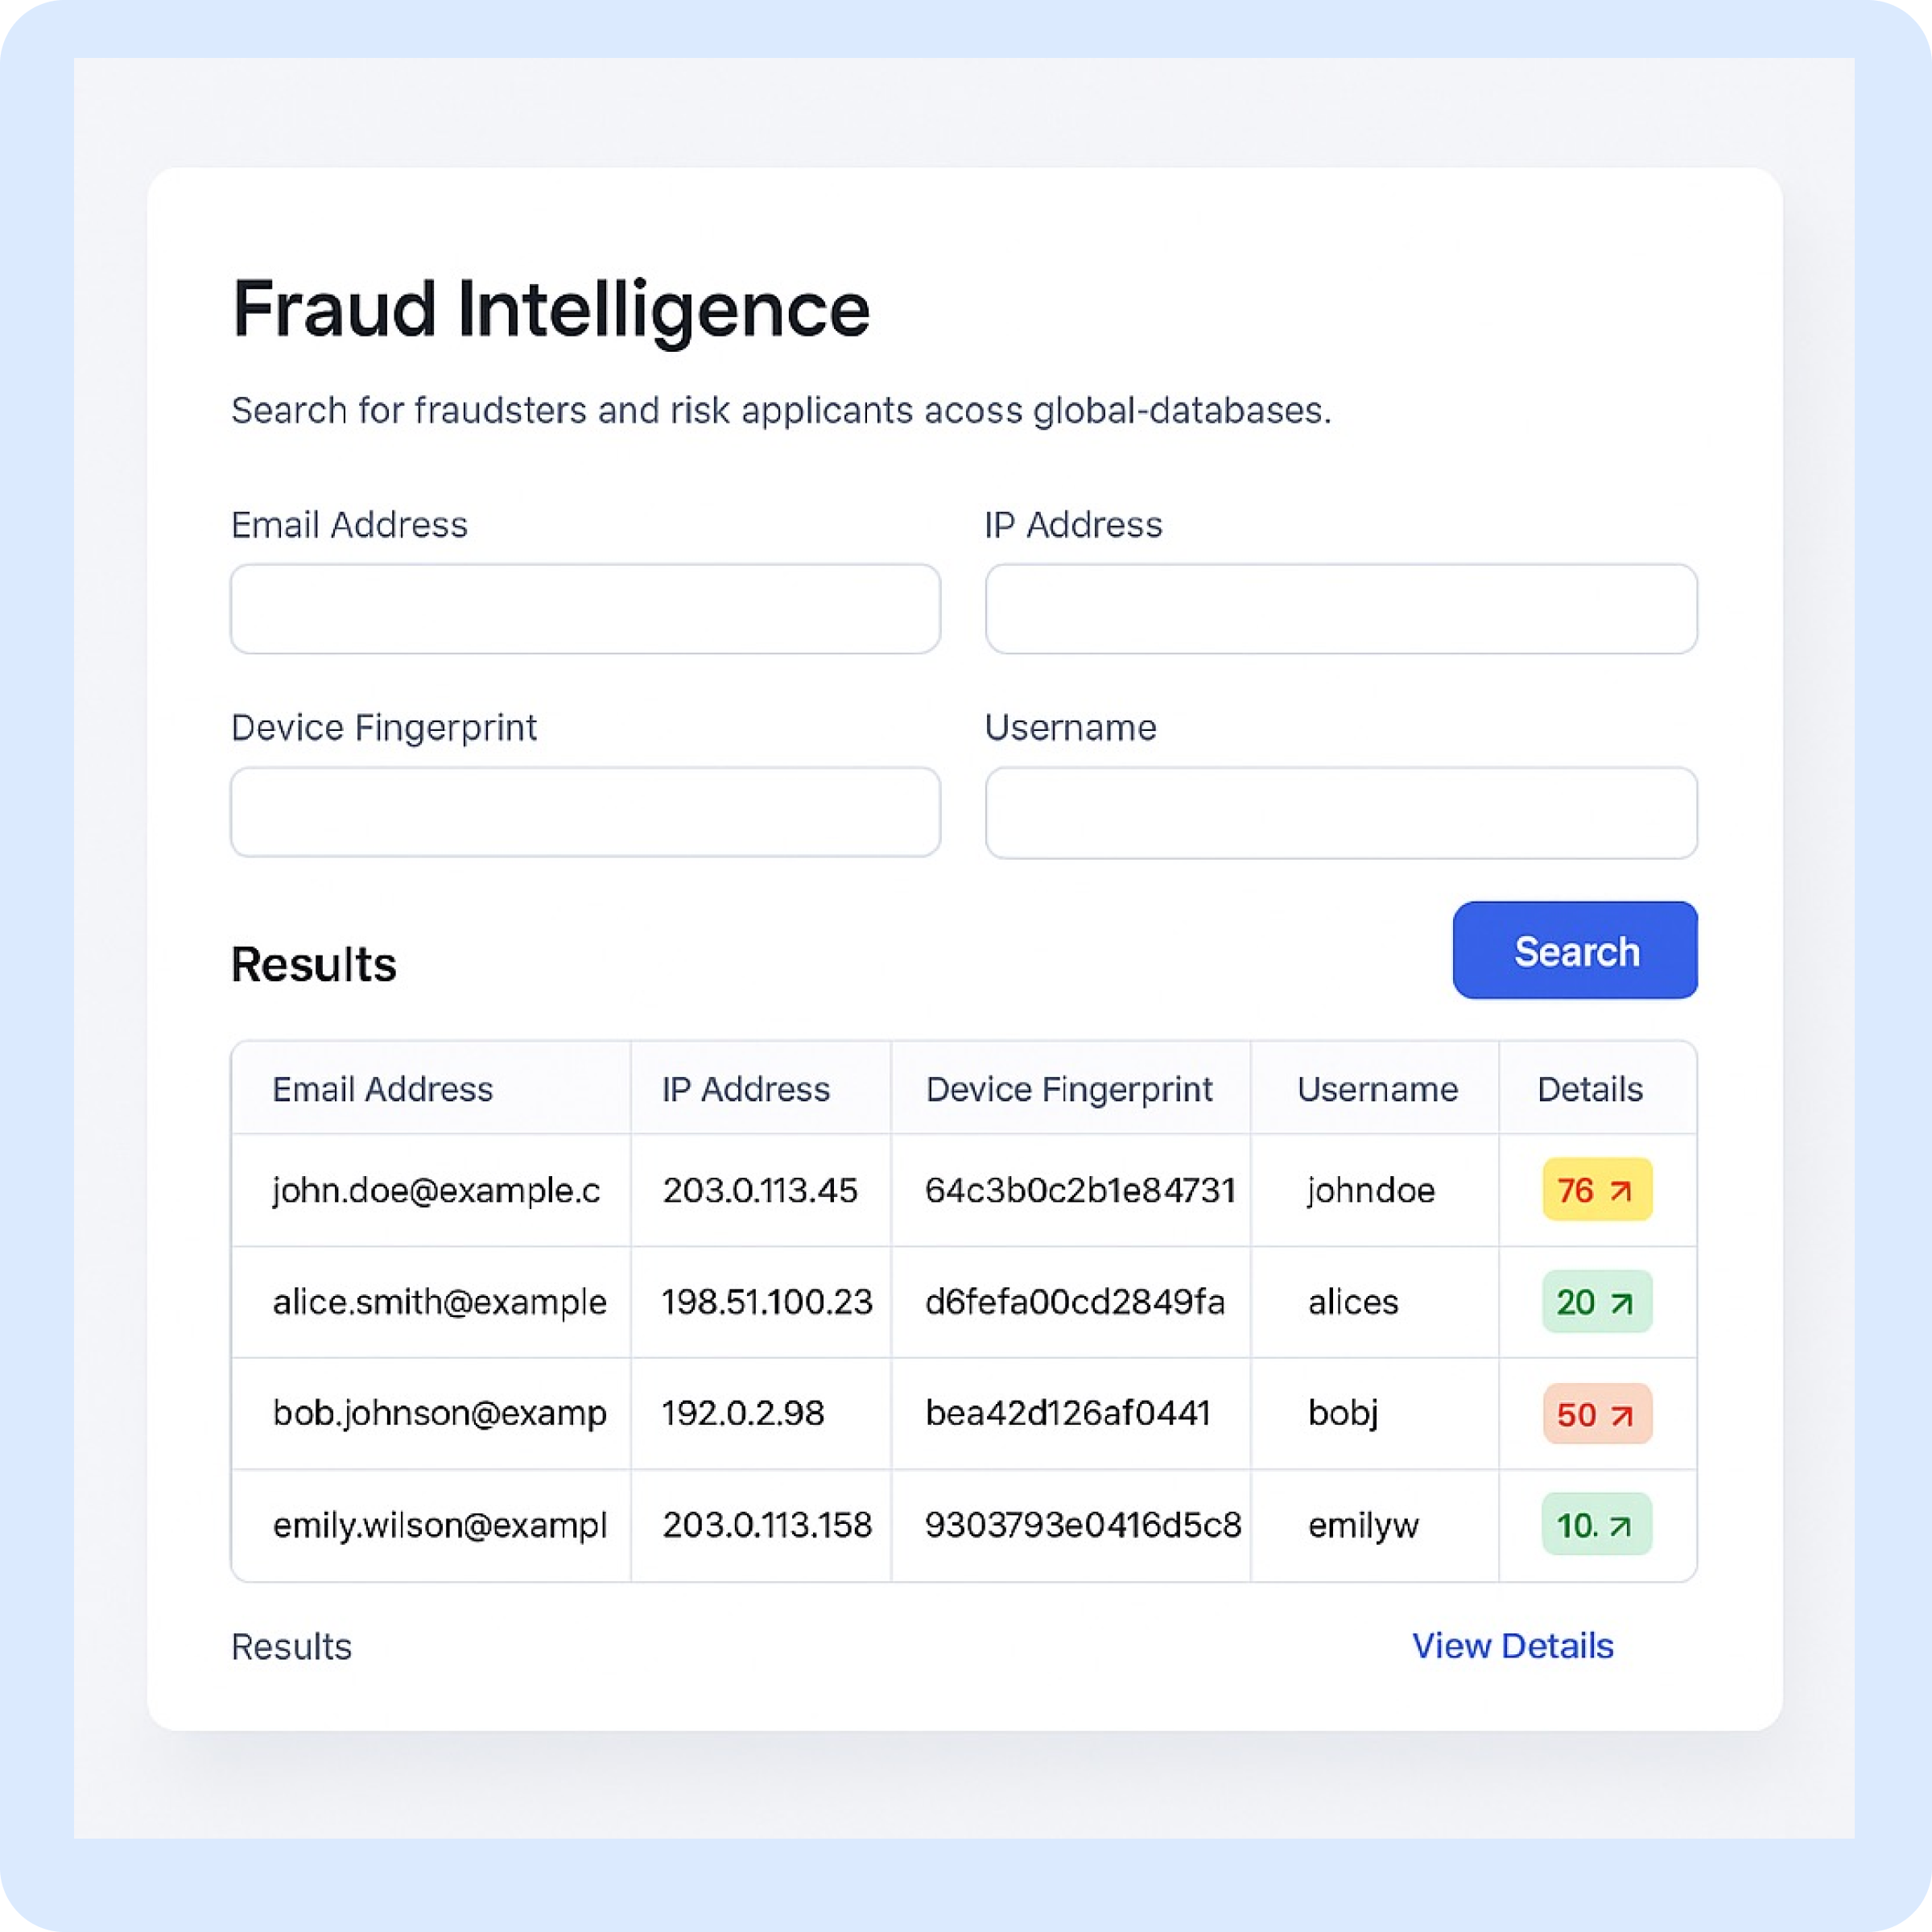 Fraud Intelligence
Search for fraudsters and risk applicants acoss global-databases.
Email Address IP Address
Device Fingerprint Username
Results Search
Email Address IP Address Device Fingerprint Username Details
john.doe@example.c 203.0.113.45 64c3b0c2b1e84731 johndoe 76
alice.smith@example 198.51.100.23 d6fefa00cd2849fa alices 20
bob.johnson@examp 192.0.2.98 bea42d126af0441 bobj 50
emily.wilson@exampl 203.0.113.158 9303793e0416d5c8 emilyw 10.
Results View Details